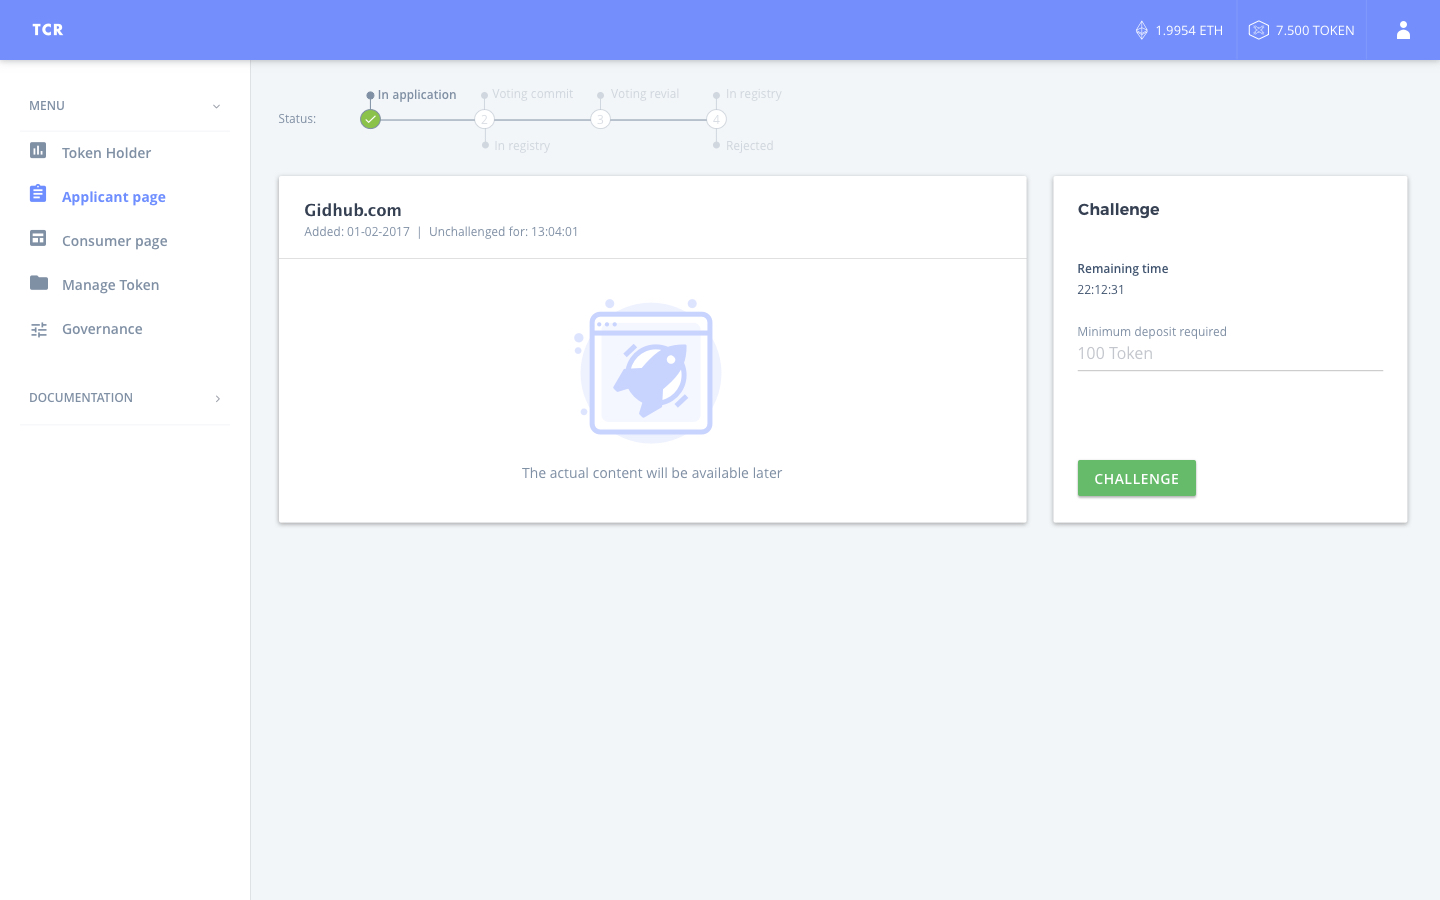 TCR
1.9954 ETH
7.500 TOKEN
MENU
Token Holder
Applicant page
Consumer page
Manage Token
Governance
DOCUMENTATION
In application
Voting commit
Voting revial
In registry
Status:
2
3
4
In registry
Rejected
Gidhub.com
Added: 01-02-2017 | Unchallenged for: 13:04:01
The actual content will be available later
Challenge
Remaining time
22:12:31
Minimum deposit required
100 Token
CHALLENGE